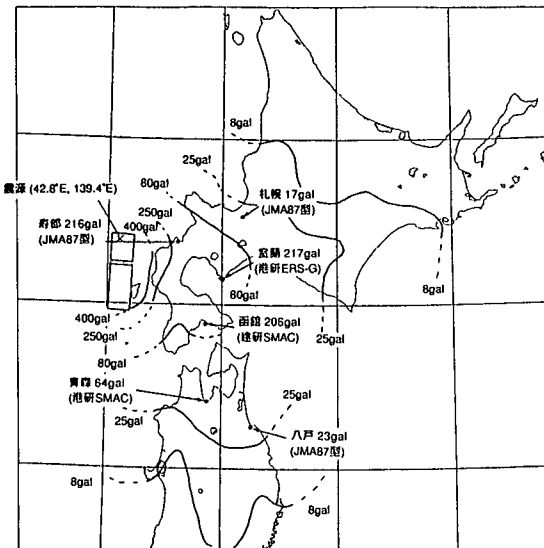 8gal
25gal
80gal
震源 (42.8°E, 139.4°E)
札幌 17gal
(JMA87型)
250gal
寿都 216gal
(JMA87型)
400gal
室蘭 217gal
(港研ERS-G)
80gal
8gal
400gal
函館 206gal
(建研SMAC)
250gal
25gal
80gal
青森 64gal
(港研SMAC)
25gal
25gal
八戸 23gal
(JMA87型)
8gal
8gal